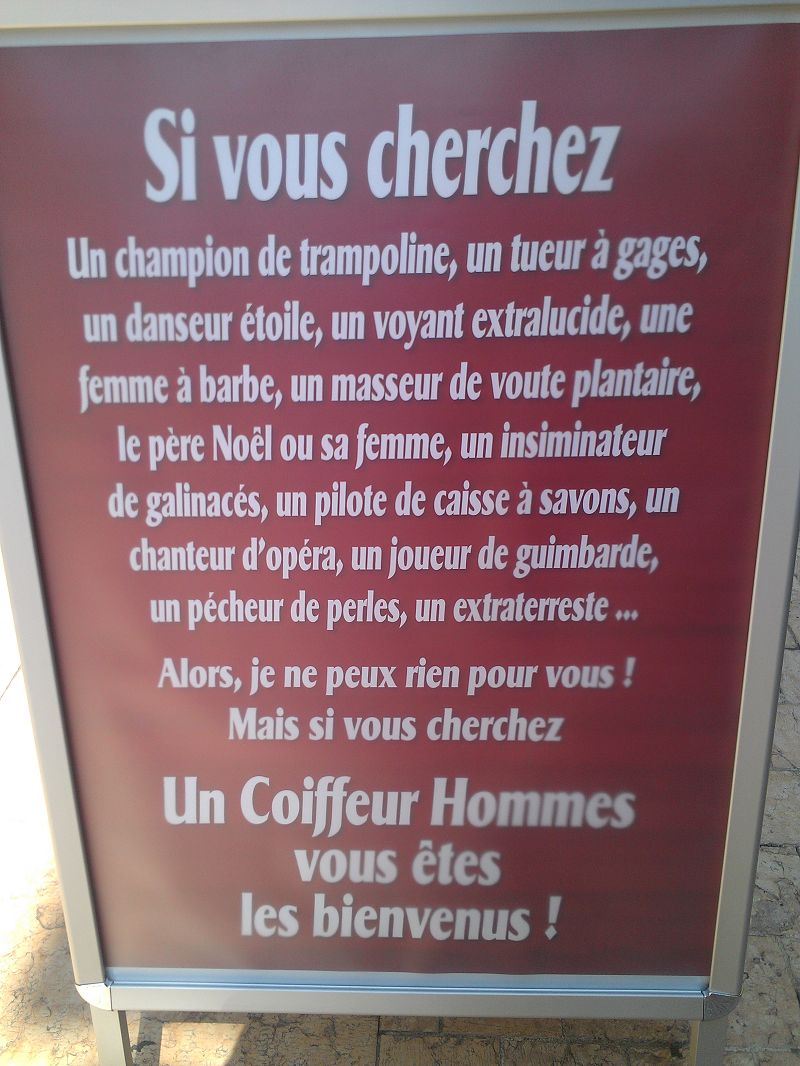 Si vous cherchez
Un champion de trampoline, un tueur à gages,
un danseur étoile, un voyant extralucide, une
femme à barbe, un masseur de voute plantaire,
le père Noêl ou sa femme, un insiminateur
de galinacés, un pilote de caisse à savons, un
chanteur d'opéra, un joueur de guimbarde,
un pécheur de perles, un extraterreste ...
Alors, je ne peux rien pour vous !
Mais si vous cherchez
Un Coiffeur Hommes
vous êtes
les bienvenus !